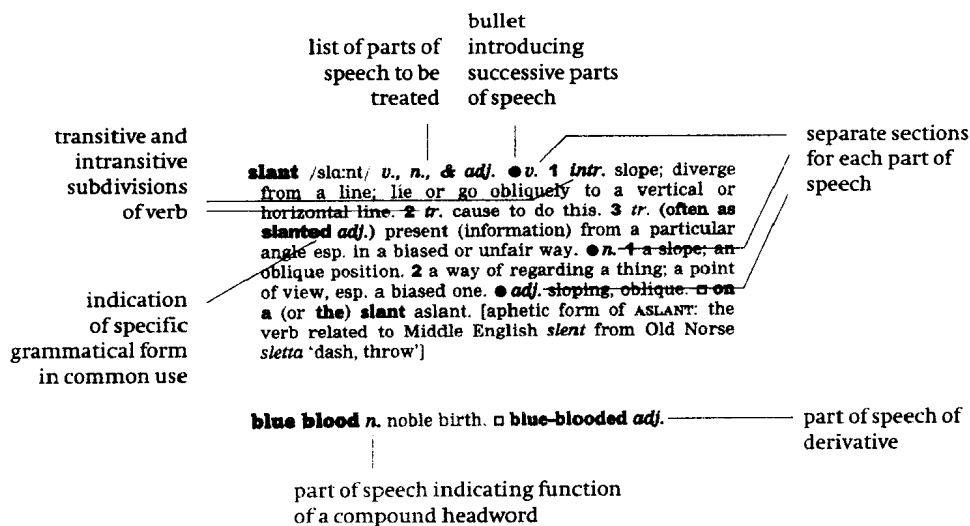 bullet
introducing
successive parts
of speech
list of parts of
speech to be
treated
transitive and
intransitive
subdivisions
of verb
separate sections
for each part of
speech
slant /slɑːnt/ v., n., & adj. ● v. 1 intr. slope; diverge
from a line; lie or go obliquely to a vertical or
horizontal line. 2 tr. cause to do this. 3 tr. (often as
slanted adj.) present (information) from a particular
angle esp. in a biased or unfair way. ● n. 1 a slope; an
oblique position. 2 a way of regarding a thing; a point
of view, esp. a biased one. ● adj. sloping, oblique. □ on
a (or the) slant aslant. [aphetic form of ASLANT: the
verb related to Middle English slent from Old Norse
sletta ‘dash, throw’]
indication
of specific
grammatical form
in common use
blue blood n. noble birth. □ blue-blooded adj.
part of speech of
derivative
part of speech indicating function
of a compound headword